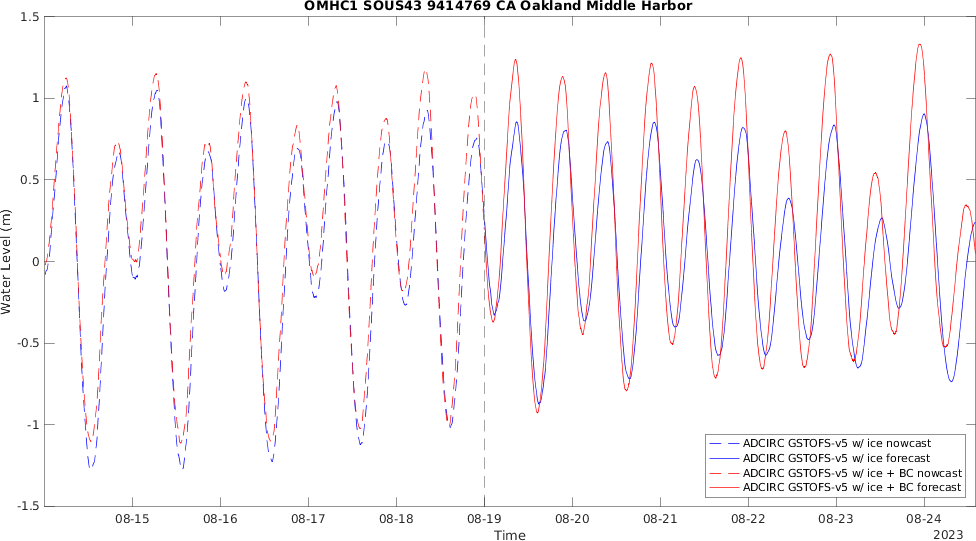 OMHC1 SOUS43 9414769 CA Oakland Middle Harbor
1.5
1
0.5
0
-0.5
-1
-1.5
Water Level (m)
08-15 08-16 08-17 08-18 08-19 08-20 08-21 08-22 08-23 08-24
Time
2023
ADCIRC GSTOFS-v5 w/ ice nowcast
ADCIRC GSTOFS-v5 w/ ice forecast
ADCIRC GSTOFS-v5 w/ ice + BC nowcast
ADCIRC GSTOFS-v5 w/ ice + BC forecast